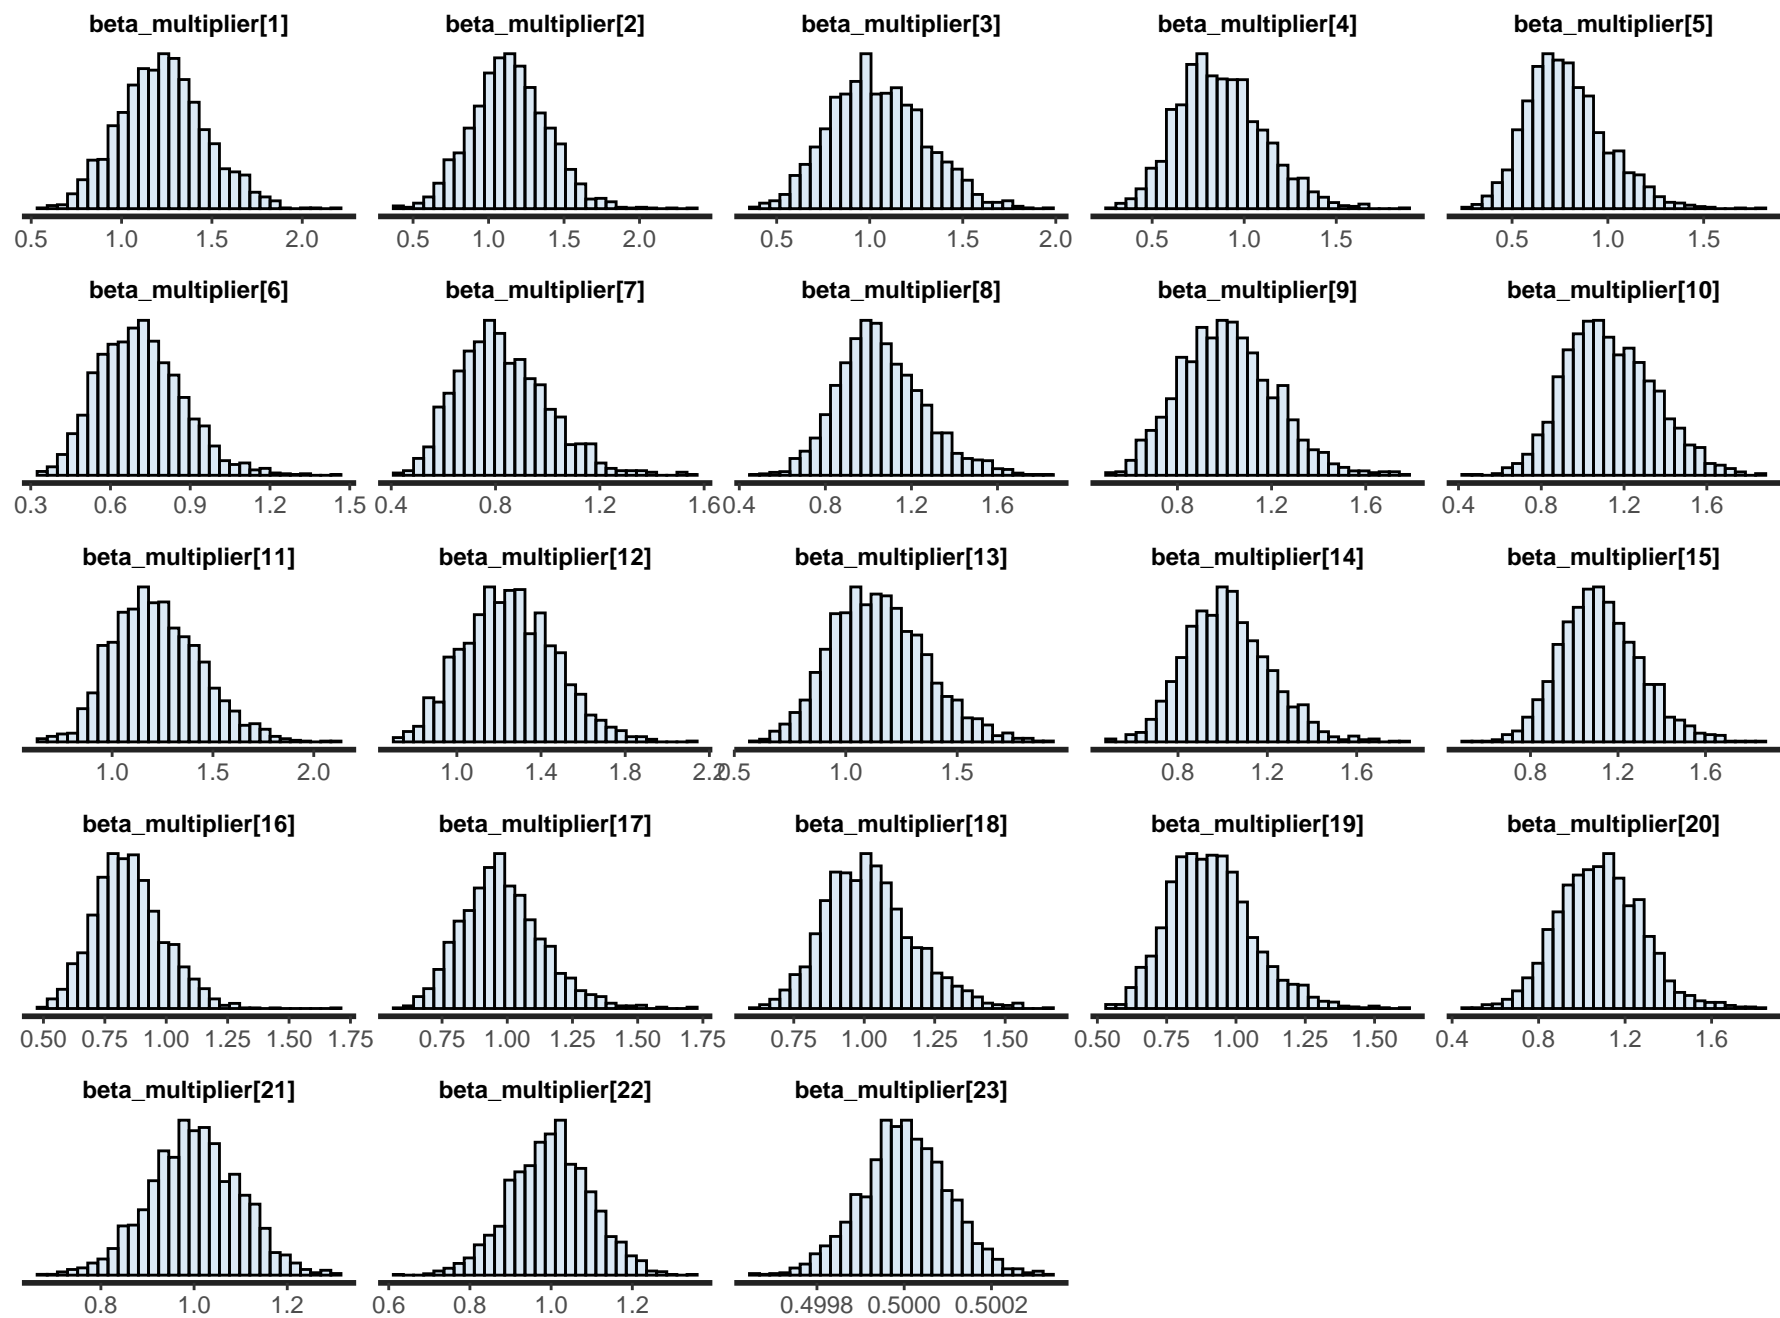 beta_multiplier[1] beta_multiplier[2] beta_multiplier[3] beta_multiplier[4] beta_multiplier[5]
0.5 1.0 1.5 2.0 0.5 1.0 1.5 2.0 0.5 1.0 1.5 2.0 0.5 1.0 1.5 0.5 1.0 1.5
beta_multiplier[6] beta_multiplier[7] beta_multiplier[8] beta_multiplier[9] beta_multiplier[10]
0.3 0.6 0.9 1.2 1.5 0.4 0.8 1.2 1.6 0.4 0.8 1.2 1.6 0.8 1.2 1.6 0.4 0.8 1.2 1.6
beta_multiplier[11] beta_multiplier[12] beta_multiplier[13] beta_multiplier[14] beta_multiplier[15]
1.0 1.5 2.0 1.0 1.4 1.8 2.2 0.5 1.0 1.5 0.8 1.2 1.6 0.8 1.2 1.6
beta_multiplier[16] beta_multiplier[17] beta_multiplier[18] beta_multiplier[19] beta_multiplier[20]
0.50 0.75 1.00 1.25 1.50 1.75 0.75 1.00 1.25 1.50 1.75 0.75 1.00 1.25 1.50 0.50 0.75 1.00 1.25 1.50 0.4 0.8 1.2 1.6
beta_multiplier[21] beta_multiplier[22] beta_multiplier[23]
0.8 1.0 1.2 0.6 0.8 1.0 1.2 0.4998 0.5000 0.5002